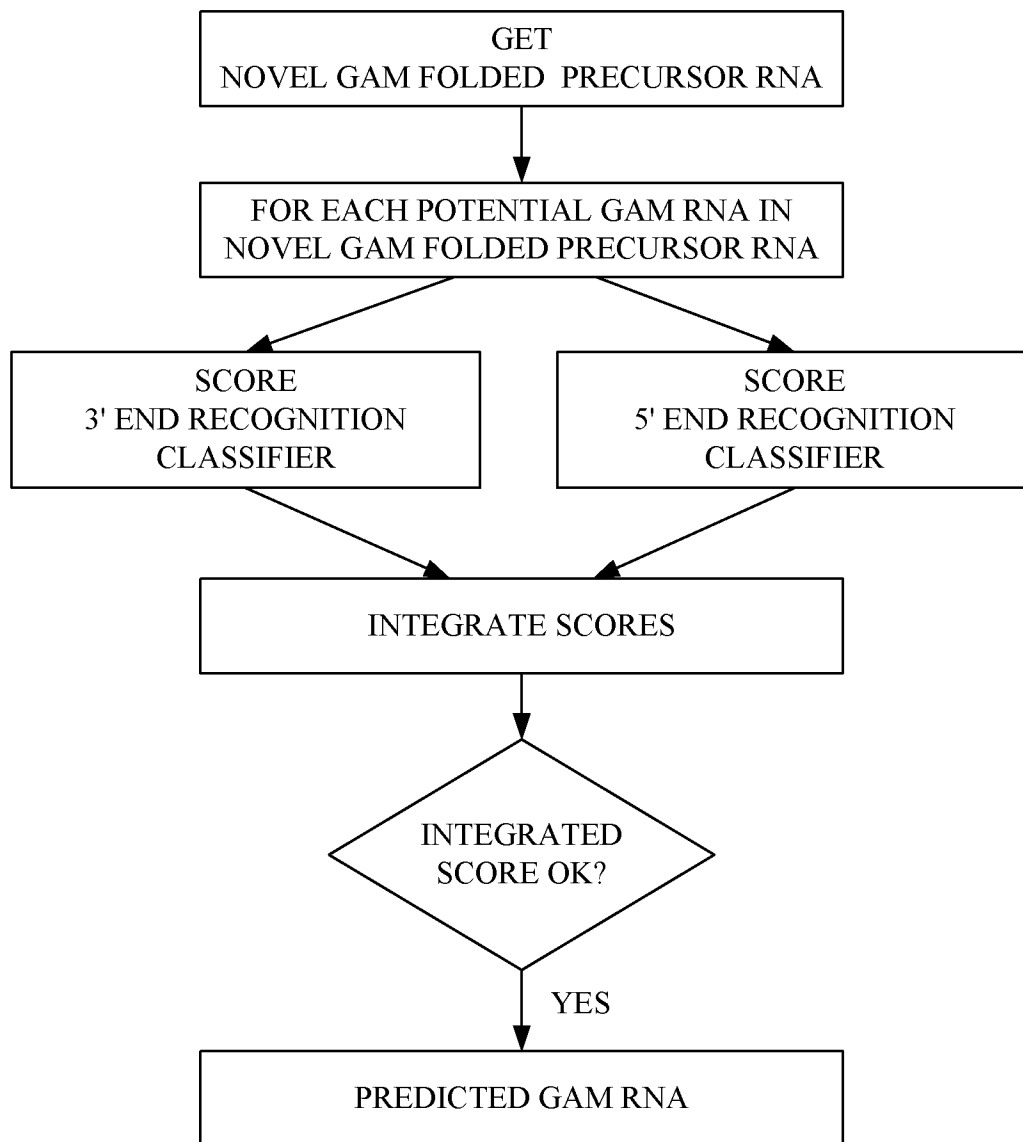 GET
NOVEL GAM FOLDED PRECURSOR RNA
FOR EACH POTENTIAL GAM RNA IN
NOVEL GAM FOLDED PRECURSOR RNA
SCORE
3' END RECOGNITION
CLASSIFIER
SCORE
5' END RECOGNITION
CLASSIFIER
INTEGRATE SCORES
INTEGRATED
SCORE OK?
YES
PREDICTED GAM RNA